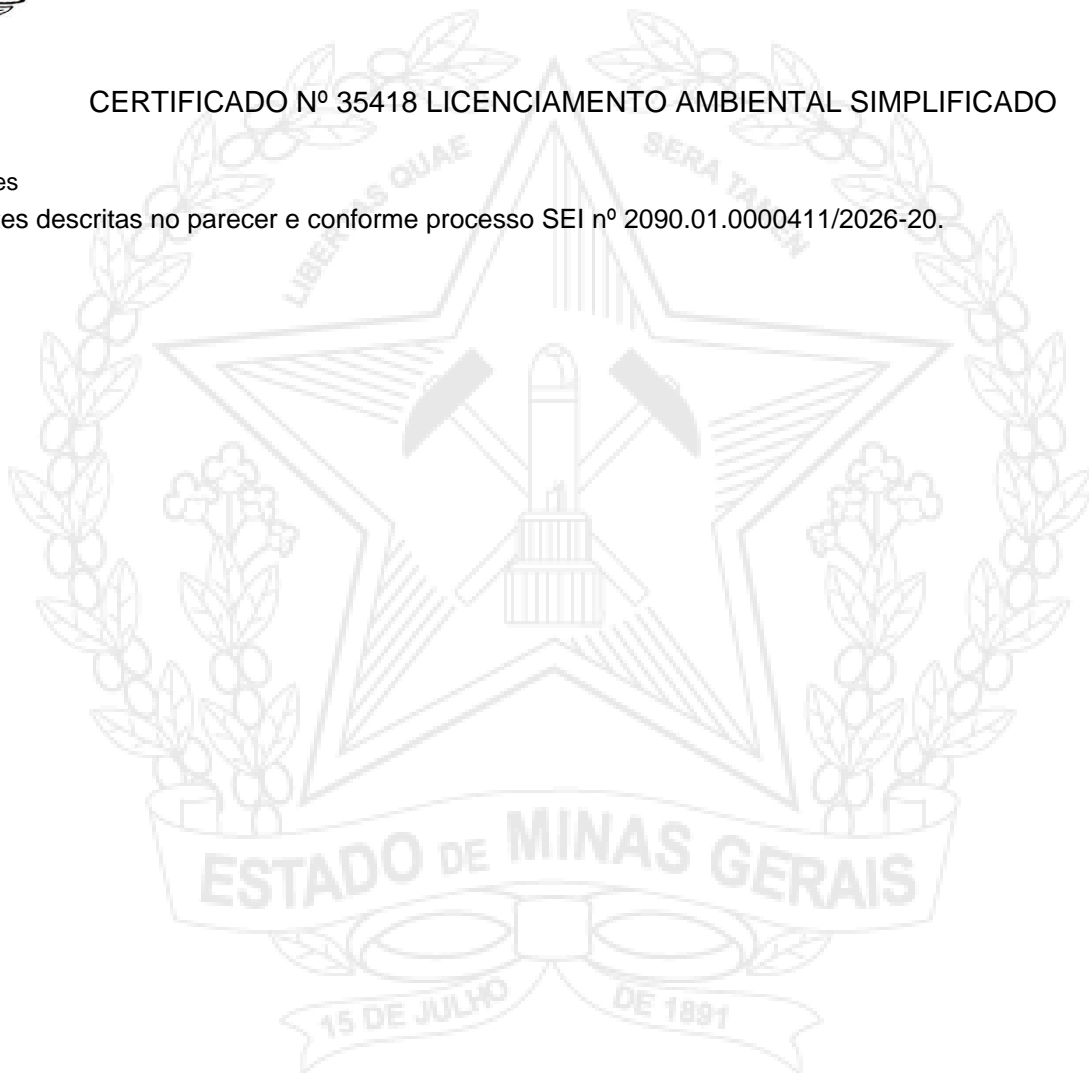 CERTIFICADO Nº 35418 LICENCIAMENTO AMBIENTAL SIMPLIFICADO
es
es descritas no parecer e conforme processo SEI nº 2090.01.0000411/2026-20.
LIBERTAS QUAE SERA TAMEN
ESTADO DE MINAS GERAIS
15 DE JULHO DE 1891